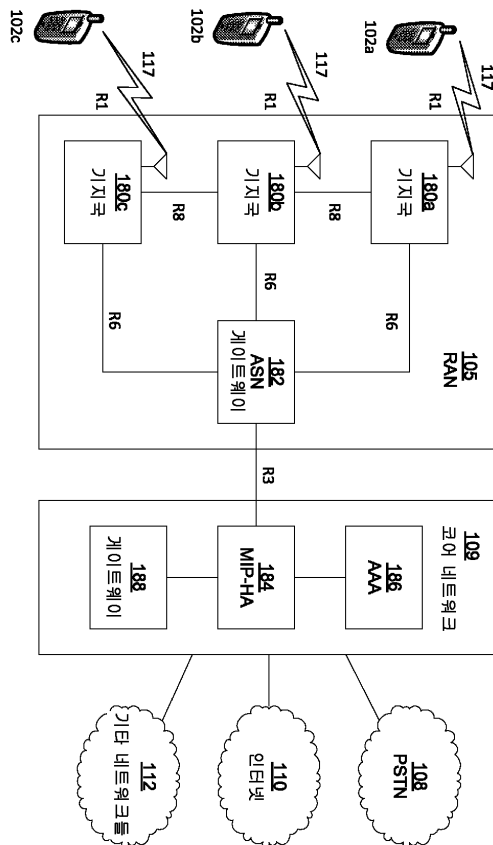 105
RAN
109
코어 네트워크
117
102a
R1
180a
기지국
R6
186
AAA
108
PSTN
R8
117
102b
R1
180b
기지국
R6
182
ASN
게이트웨이
R3
184
MIP-HA
110
인터넷
R8
117
102c
R1
180c
기지국
R6
188
게이트웨이
112
기타 네트워크들